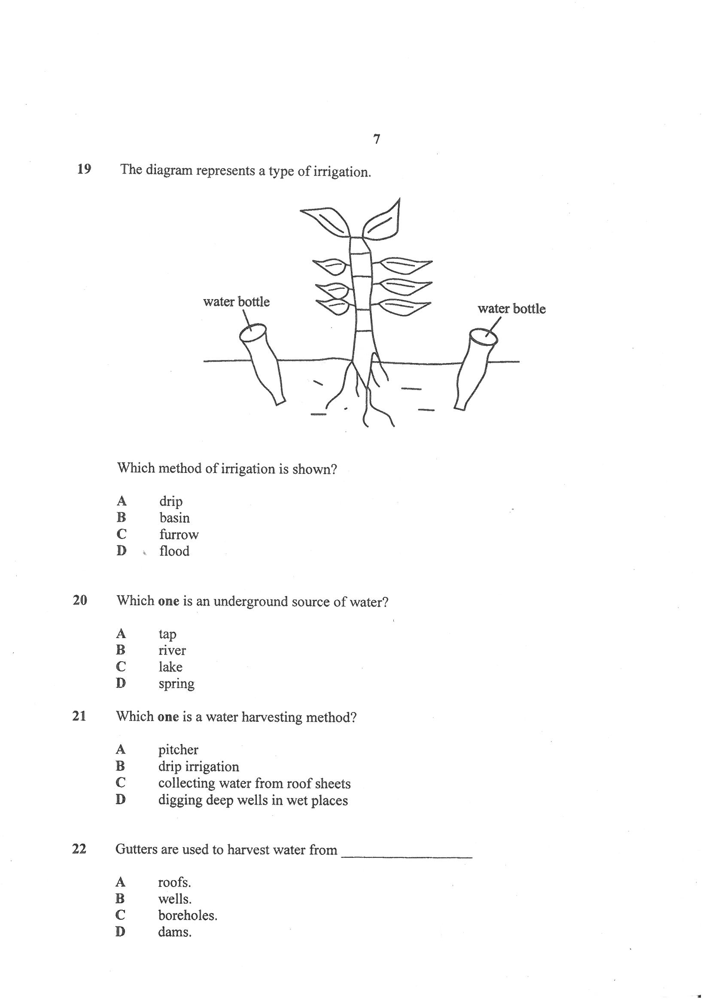 7
19 The diagram represents a type of irrigation.
water bottle
water bottle
Which method of irrigation is shown?
A drip
B basin
C furrow
D flood
20 Which one is an underground source of water?
A tap
B river
C lake
D spring
21 Which one is a water harvesting method?
A pitcher
B drip irrigation
C collecting water from roof sheets
D digging deep wells in wet places
22 Gutters are used to harvest water from ____________________
A roofs.
B wells.
C boreholes.
D dams.